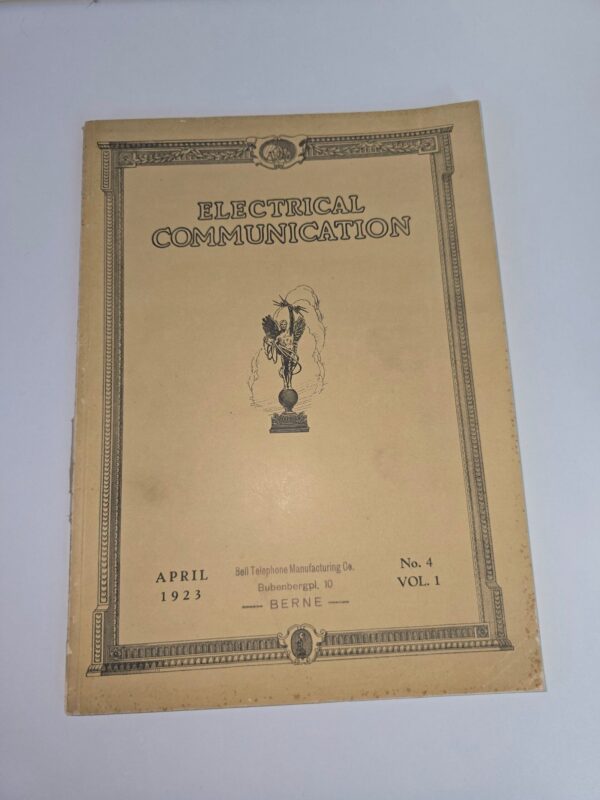 ELECTRICAL
COMMUNICATION
APRIL
1923
Bell Telephone Manufacturing Co.
Bubenbergpl. 10
— BERNE —
No. 4
VOL. 1